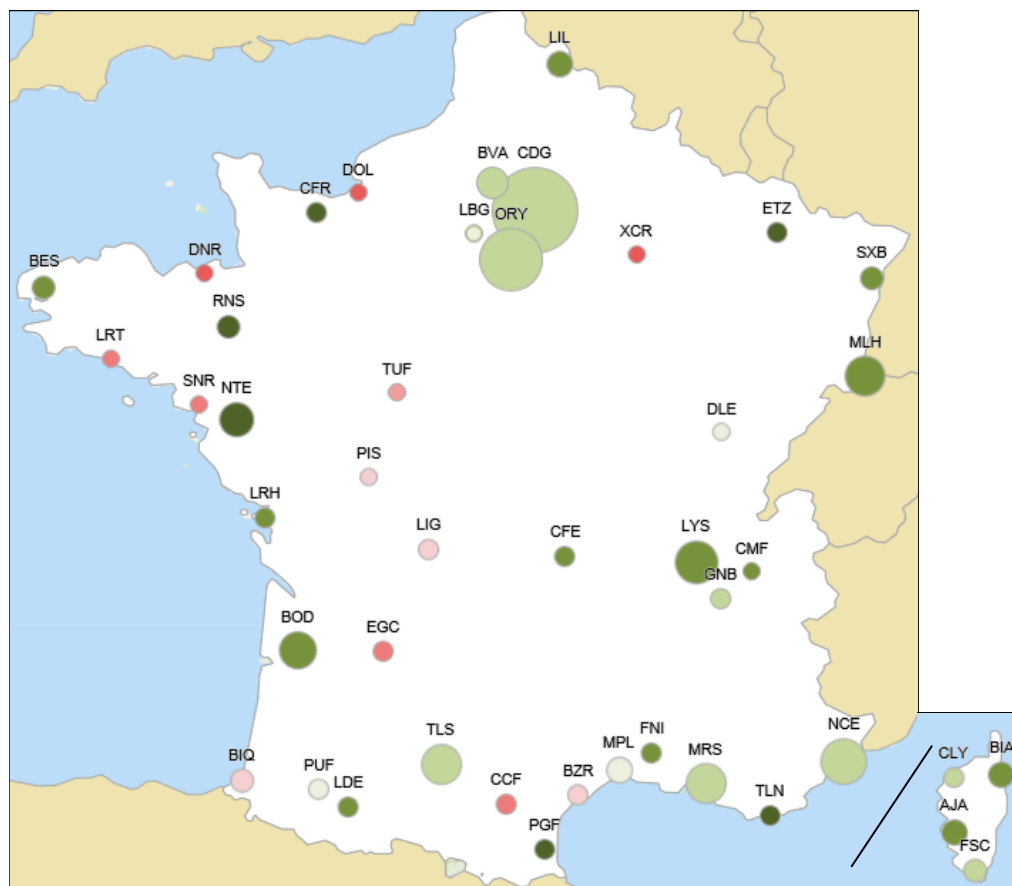 LIL
BVA CDG
DOL
CFR
LBG ORY
ETZ
XCR
DNR
SXB
BES
RNS
LRT
MLH
TUF
SNR NTE
DLE
PIS
LRH
LIG
CFE
LYS
CMF
GNB
BOD
EGC
NCE
TLS
FNI
BIA
CLY
BIQ
MPL
MRS
PUF
BZR
CCF
LDE
TLN
AJA
PGF
FSC